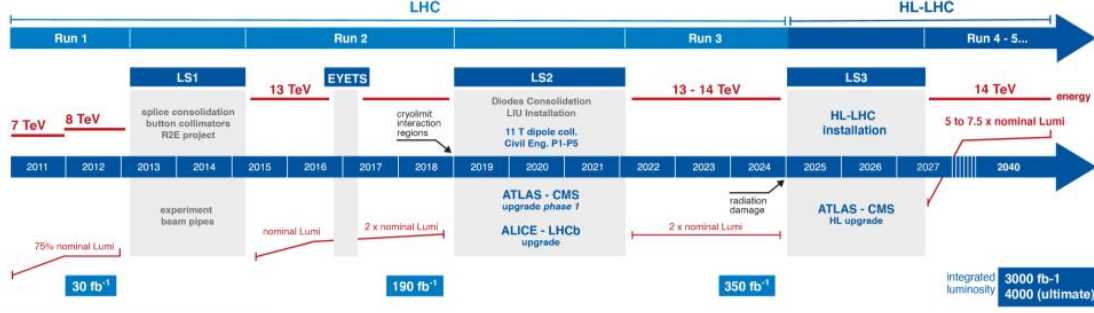 LHC
HL-LHC
Run 1
Run 2
Run 3
Run 4 - 5...
LS1
EYETS
LS2
LS3
13 TeV
13 - 14 TeV
14 TeV
energy
7 TeV
8 TeV
splice consolidation
button collimators
R2E project
cryolimit
interaction
regions
Diodes Consolidation
LIU Installation
11 T dipole coll.
Civil Eng. P1-P5
HL-LHC
installation
5 to 7.5 x nominal Lumi
2011 2012 2013 2014 2015 2016 2017 2018 2019 2020 2021 2022 2023 2024 2025 2026 2027 2040
radiation
damage
experiment
beam pipes
ATLAS - CMS
upgrade phase 1
ALICE - LHCb
upgrade
ATLAS - CMS
HL upgrade
75% nominal Lumi
nominal Lumi
2 x nominal Lumi
2 x nominal Lumi
30 fb-1
190 fb-1
350 fb-1
integrated
luminosity
3000 fb-1
4000 (ultimate)